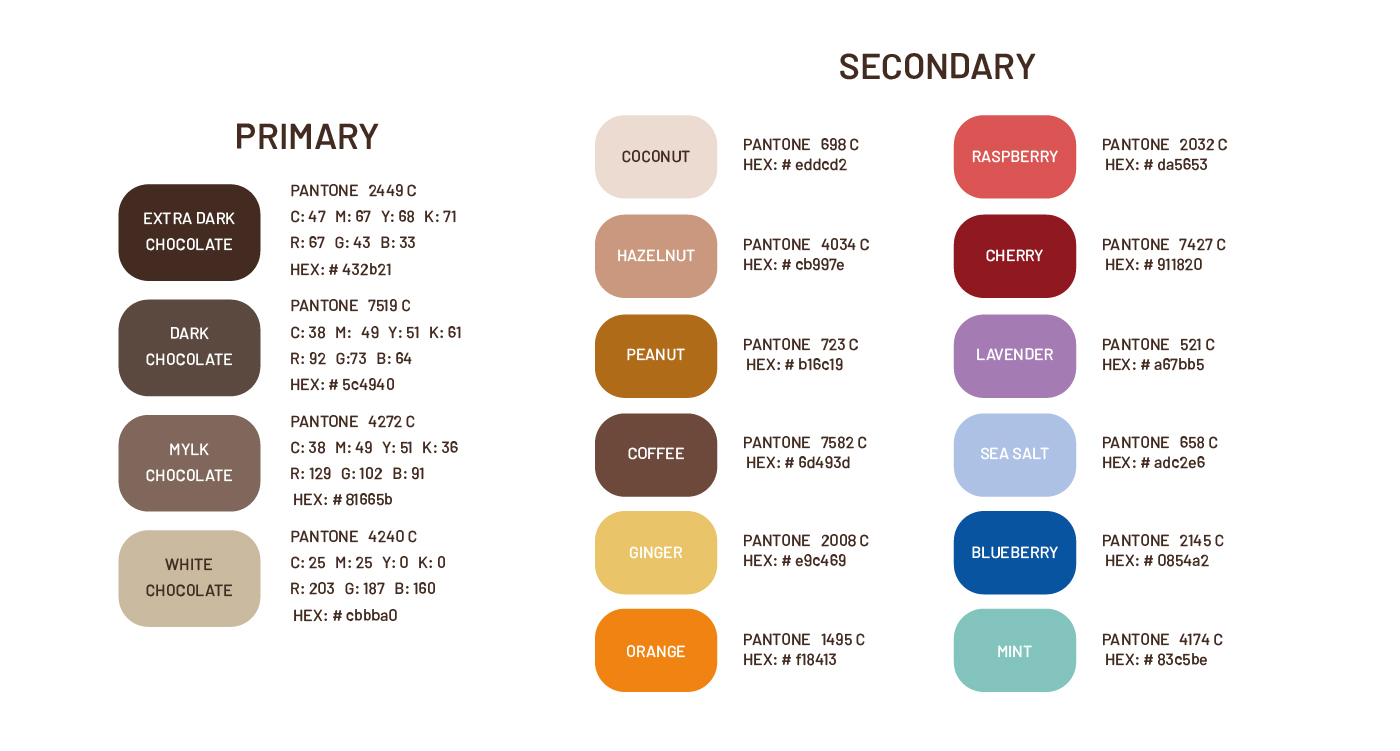 PRIMARY
EXTRA DARK
CHOCOLATE
PANTONE 2449 C
C: 47 M: 67 Y: 68 K: 71
R: 67 G: 43 B: 33
HEX: # 432b21
DARK
CHOCOLATE
PANTONE 7519 C
C: 38 M: 49 Y: 51 K: 61
R: 92 G:73 B: 64
HEX: # 5c4940
MYLK
CHOCOLATE
PANTONE 4272 C
C: 38 M: 49 Y: 51 K: 36
R: 129 G: 102 B: 91
HEX: # 81665b
WHITE
CHOCOLATE
PANTONE 4240 C
C: 25 M: 25 Y: 0 K: 0
R: 203 G: 187 B: 160
HEX: # cbbba0
SECONDARY
COCONUT
PANTONE 698 C
HEX: # eddcd2
HAZELNUT
PANTONE 4034 C
HEX: # cb997e
PEANUT
PANTONE 723 C
HEX: # b16c19
COFFEE
PANTONE 7582 C
HEX: # 6d493d
GINGER
PANTONE 2008 C
HEX: # e9c469
ORANGE
PANTONE 1495 C
HEX: # f18413
RASPBERRY
PANTONE 2032 C
HEX: # da5653
CHERRY
PANTONE 7427 C
HEX: # 911820
LAVENDER
PANTONE 521 C
HEX: # a67bb5
SEA SALT
PANTONE 658 C
HEX: # adc2e6
BLUEBERRY
PANTONE 2145 C
HEX: # 0854a2
MINT
PANTONE 4174 C
HEX: # 83c5be